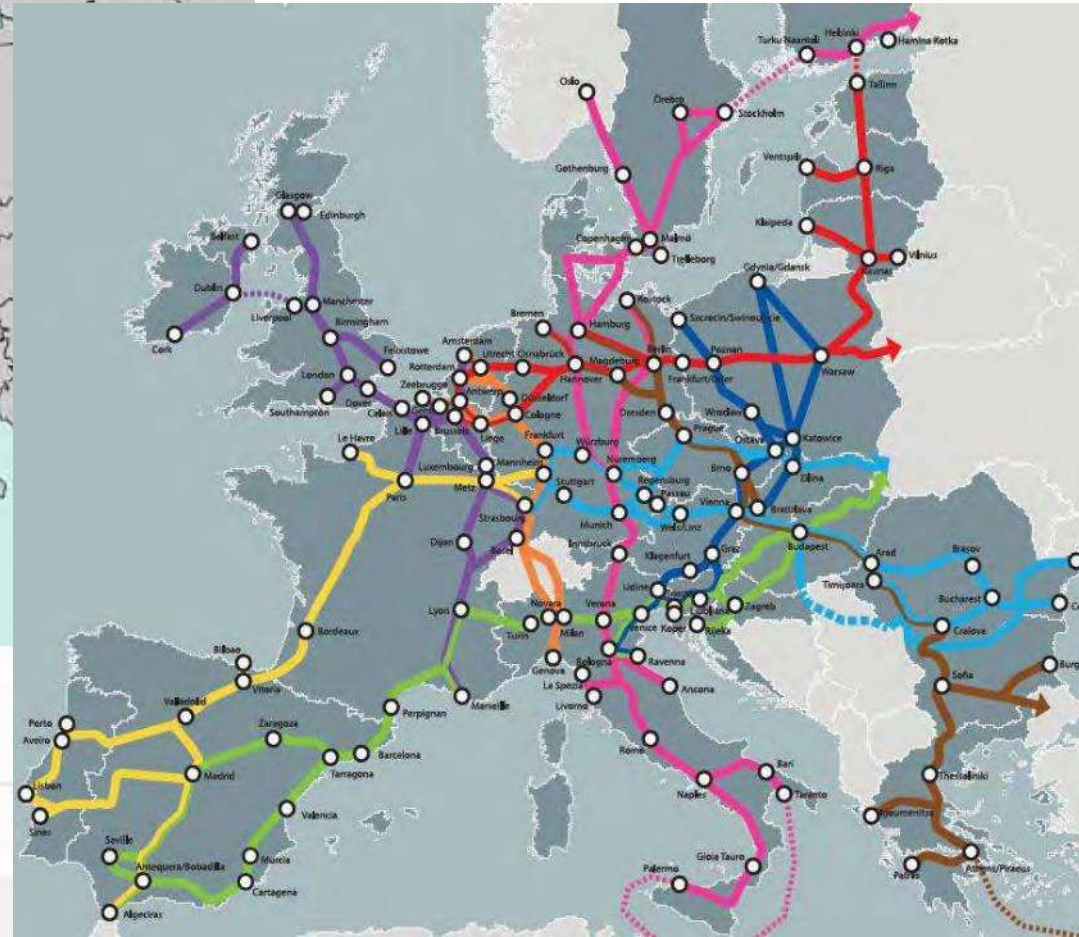 Turku Naantali
Helsinki
Hamina Kotka
Oslo
Örebro
Stockholm
Tallinn
Ventspils
Riga
Gothenburg
Klaipeda
Glasgow
Edinburgh
Copenhagen
Malmö
Trelleborg
Vilnius
Kaunas
Belfast
Gdynia/Gdansk
Dublin
Liverpool
Manchester
Rostock
Szczecin/Swinoujscie
Cork
Birmingham
Bremen
Hamburg
Amsterdam
Felixstowe
Utrecht
Osnabrück
Magdeburg
Berlin
Poznan
Warsaw
London
Rotterdam
Hannover
Frankfurt/Oder
Zeebrugge
Antwerp
Düsseldorf
Southampton
Dover
Calais
Gent
Cologne
Dresden
Wroclaw
Lille
Brussels
Liege
Prague
Ostava
Katowice
Le Havre
Frankfurt
Würzburg
Luxembourg
Mannheim
Nuremberg
Brno
Zilina
Paris
Metz
Stuttgart
Regensburg
Passau
Vienna
Bratislava
Strasbourg
Wels/Linz
Munich
Dijon
Basel
Innsbruck
Klagenfurt
Graz
Budapest
Arad
Brasov
Timișoara
Udine
Bucharest
Lyon
Novara
Verona
Ljubljana
Zagreb
Turin
Milan
Venice
Koper
Rijeka
Craiova
Bordeaux
Genova
Bologna
Ravenna
Bilbao
Vitoria
La Spezia
Ancona
Sofia
Burg
Marseille
Livorno
Valladolid
Perpignan
Porto
Zaragoza
Aveiro
Rome
Barcelona
Madrid
Tarragona
Bari
Thessaloniki
Lisbon
Naples
Taranto
Valencia
Igoumenitsa
Sines
Seville
Murcia
Antequera/Bobadilla
Gioia Tauro
Palermo
Cartagena
Patras
Athens/Piraeus
Algeciras